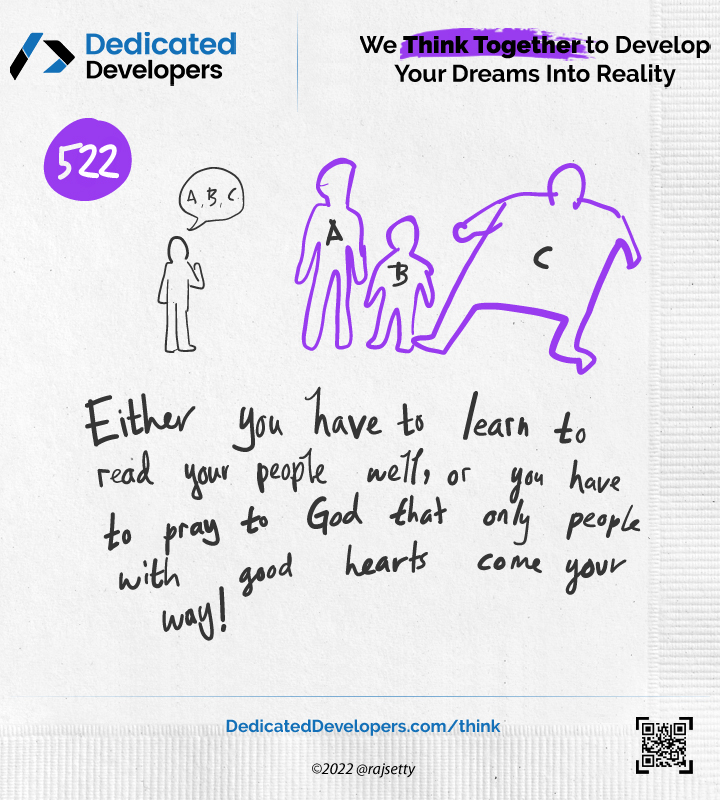 Dedicated
Developers
We Think Together to Develop
Your Dreams Into Reality
522
A, B, C
A
B
C
Either you have to learn to
read your people well, or you have
to pray to God that only people
with good hearts come your
way!
DedicatedDevelopers.com/think
©2022 @rajsetty